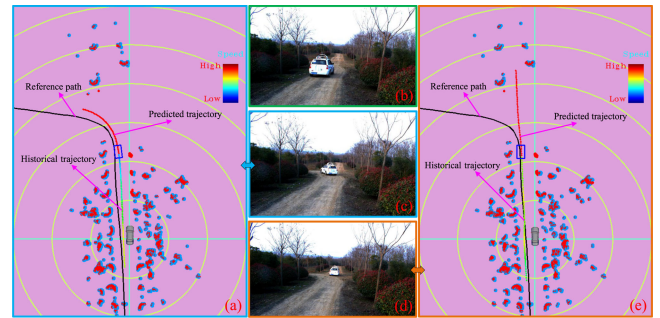 High
Low
Reference path
Predicted trajectory
Historical trajectory
(a)
(b)
(c)
(d)
High
Low
Reference path
Predicted trajectory
Historical trajectory
(e)